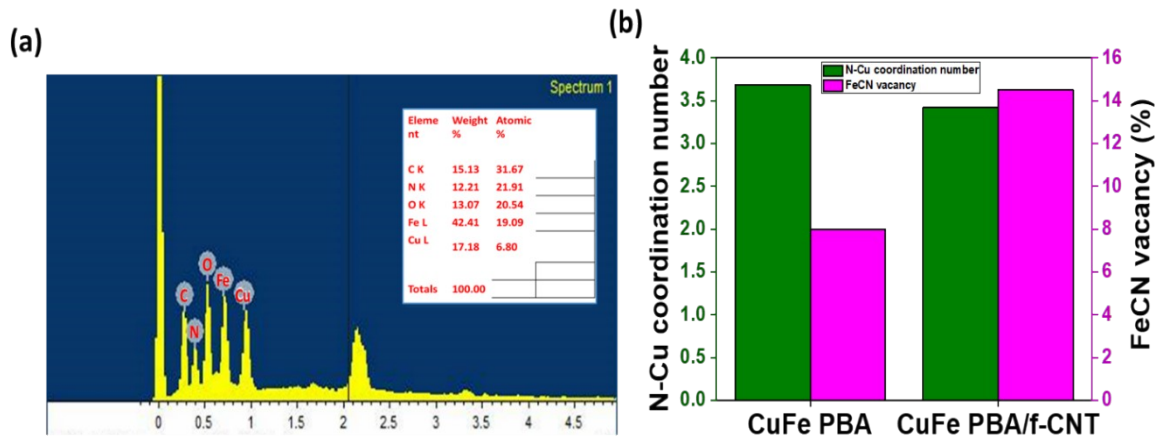 (a)
Spectrum 1
Eleme Weight Atomic
nt % %
C K 15.13 31.67
N K 12.21 21.91
O K 13.07 20.54
Fe L 42.41 19.09
Cu L 17.18 6.80
Totals 100.00
C
N
O
Fe
Cu
0 0.5 1 1.5 2 2.5 3 3.5 4 4.5
(b)
N-Cu coordination number
4.0
3.5
3.0
2.5
2.0
1.5
1.0
0.5
0.0
N-Cu coordination number
FeCN vacancy
16
14
12
10
8
6
4
2
0
FeCN vacancy (%)
CuFe PBA CuFe PBA/f-CNT